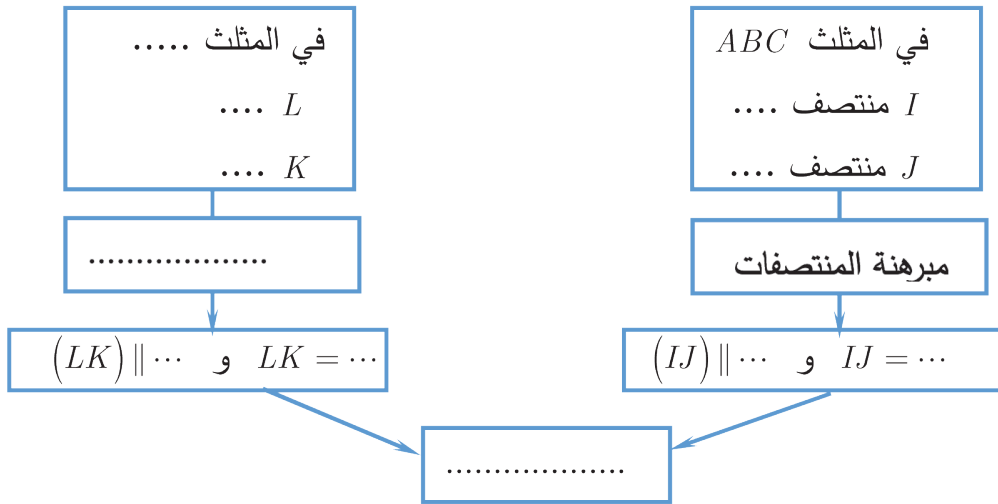 في المثلث ABC
I منتصف ....
J منتصف ....
مبرهنة المنتصفات
(IJ) ∥ ⋯ و IJ = ⋯
في المثلث .....
L ....
K ....
...................
(LK) ∥ ⋯ و LK = ⋯
...................